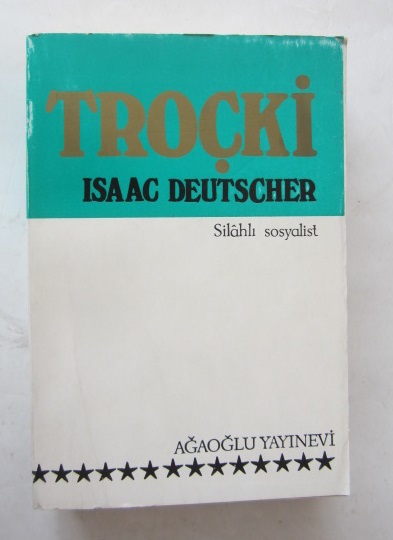 TROÇKİ
ISAAC DEUTSCHER
Silâhlı sosyalist
AĞAOĞLU YAYINEVİ